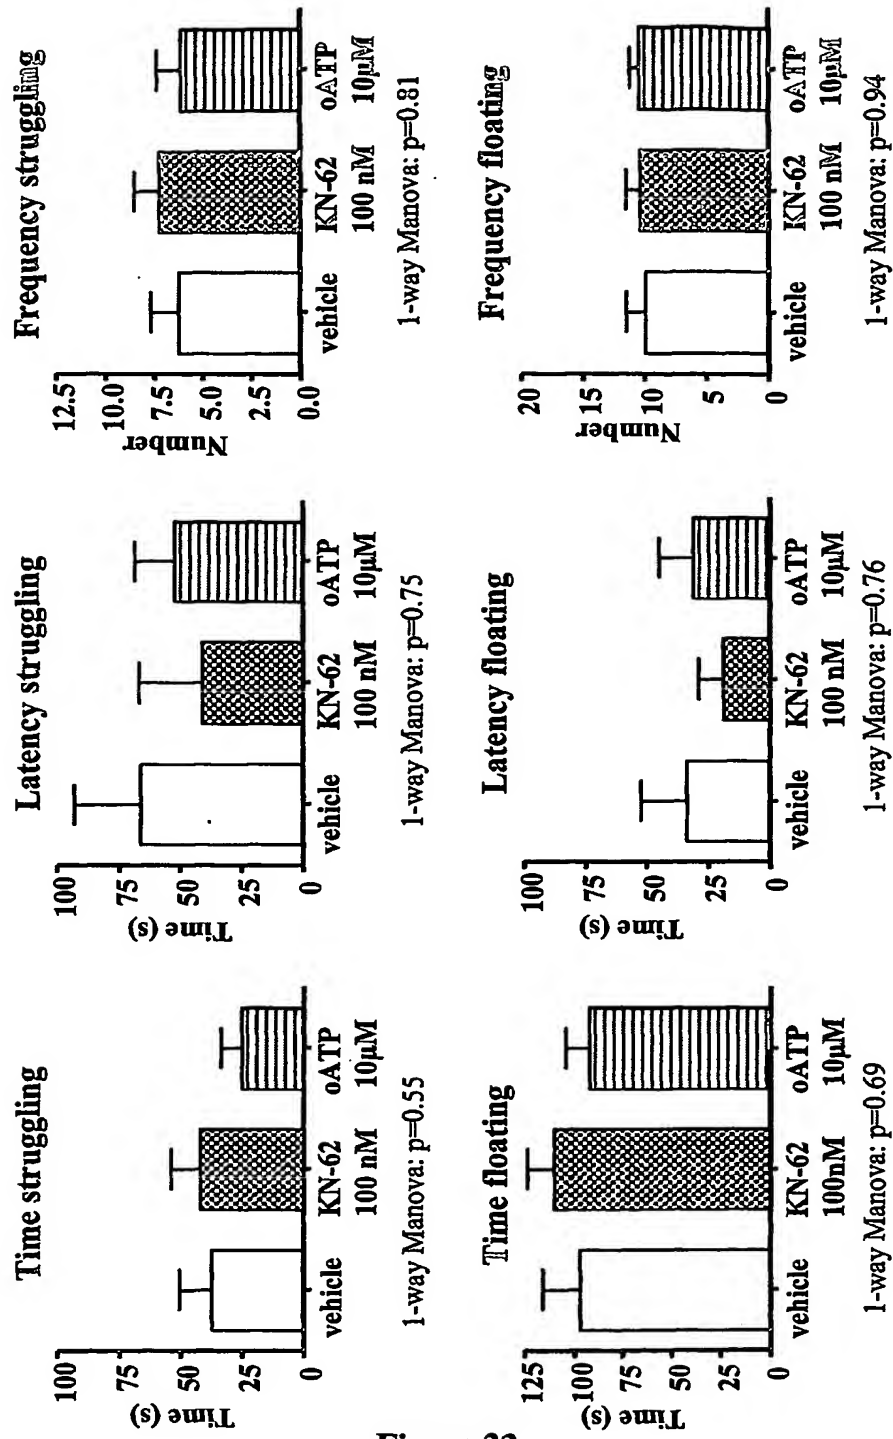 Time struggling
Time (s)
100
75
50
25
0
vehicle
KN-62
100 nM
oATP
10µM
1-way Manova: p=0.55
Latency struggling
Time (s)
100
75
50
25
0
vehicle
KN-62
100 nM
oATP
10µM
1-way Manova: p=0.75
Frequency struggling
Number
12.5
10.0
7.5
5.0
2.5
0.0
vehicle
KN-62
100 nM
oATP
10µM
1-way Manova: p=0.81
Time floating
Time (s)
125
100
75
50
25
0
vehicle
KN-62
100nM
oATP
10µM
1-way Manova: p=0.69
Latency floating
Time (s)
100
75
50
25
0
vehicle
KN-62
100 nM
oATP
10µM
1-way Manova: p=0.76
Frequency floating
Number
20
15
10
5
0
vehicle
KN-62
100 nM
oATP
10µM
1-way Manova: p=0.94
Figure